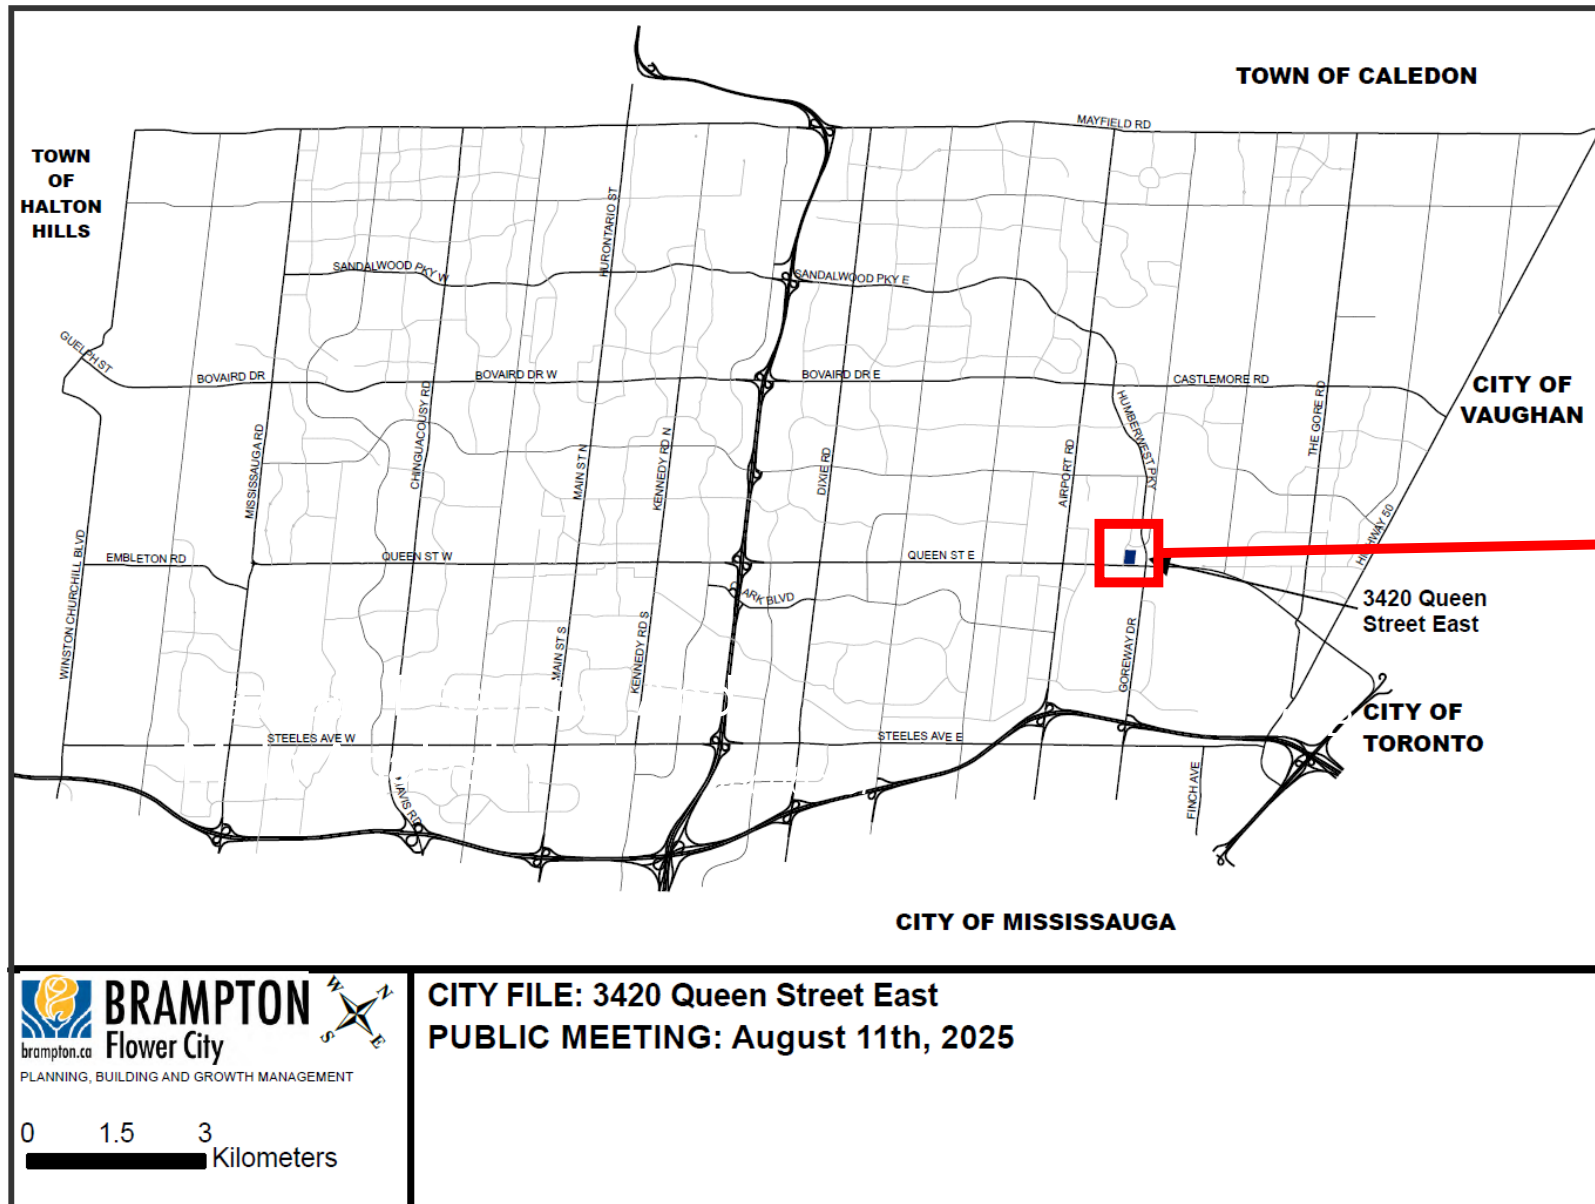 TOWN OF CALEDON
MAYFIELD RD
TOWN
OF
HALTON
HILLS
HURONTARIO ST
SANDALWOOD PKY W
SANDALWOOD PKY E
GUELPH ST
BOVAIRD DR
BOVAIRD DR W
BOVAIRD DR E
CASTLEMORE RD
CITY OF
VAUGHAN
HUMBERWEST PKY
THE GORE RD
MISSISSAUGA RD
CHINGUACOUSY RD
MAIN ST N
KENNEDY RD N
DIXIE RD
AIRPORT RD
HIGHWAY 50
WINSTON CHURCHILL BLVD
EMBLETON RD
QUEEN ST W
QUEEN ST E
CLARK BLVD
3420 Queen
Street East
MAIN ST S
KENNEDY RD S
GOREWAY DR
CITY OF
TORONTO
STEELES AVE W
STEELES AVE E
MAVIS RD
FINCH AVE
CITY OF MISSISSAUGA
BRAMPTON
brampton.ca Flower City
PLANNING, BUILDING AND GROWTH MANAGEMENT
W N
S E
0 1.5 3
Kilometers
CITY FILE: 3420 Queen Street East
PUBLIC MEETING: August 11th, 2025